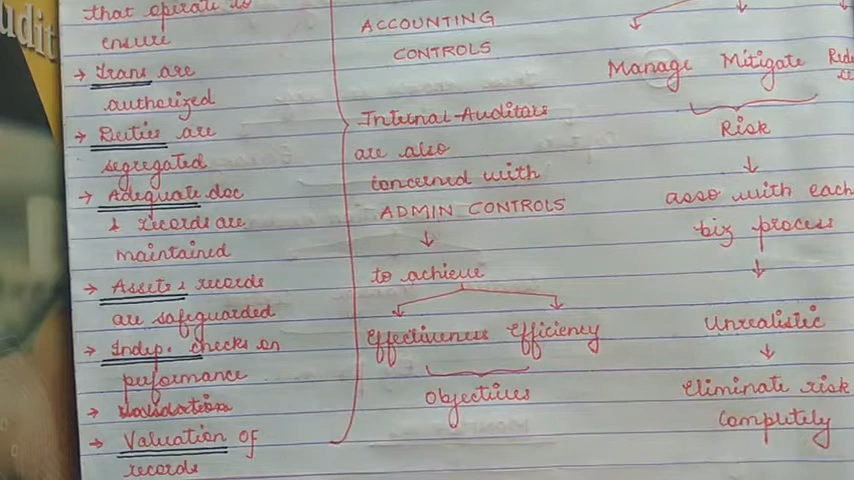 udit
that operate to
ensure
→ Trans are
authorized
→ Duties are
segregated
→ Adequate doc
& records are
maintained
→ Assets & records
are safeguarded
→ Indep. checks on
performance
→ Valuation of
records
ACCOUNTING
CONTROLS
Internal Auditors
are also
concerned with
ADMIN CONTROLS
↓
to achieve
Effectiveness Efficiency
Objectives
Manage Mitigate
Risk
↓
asso with each
biz process
↓
Unrealistic
↓
Eliminate risk
completely